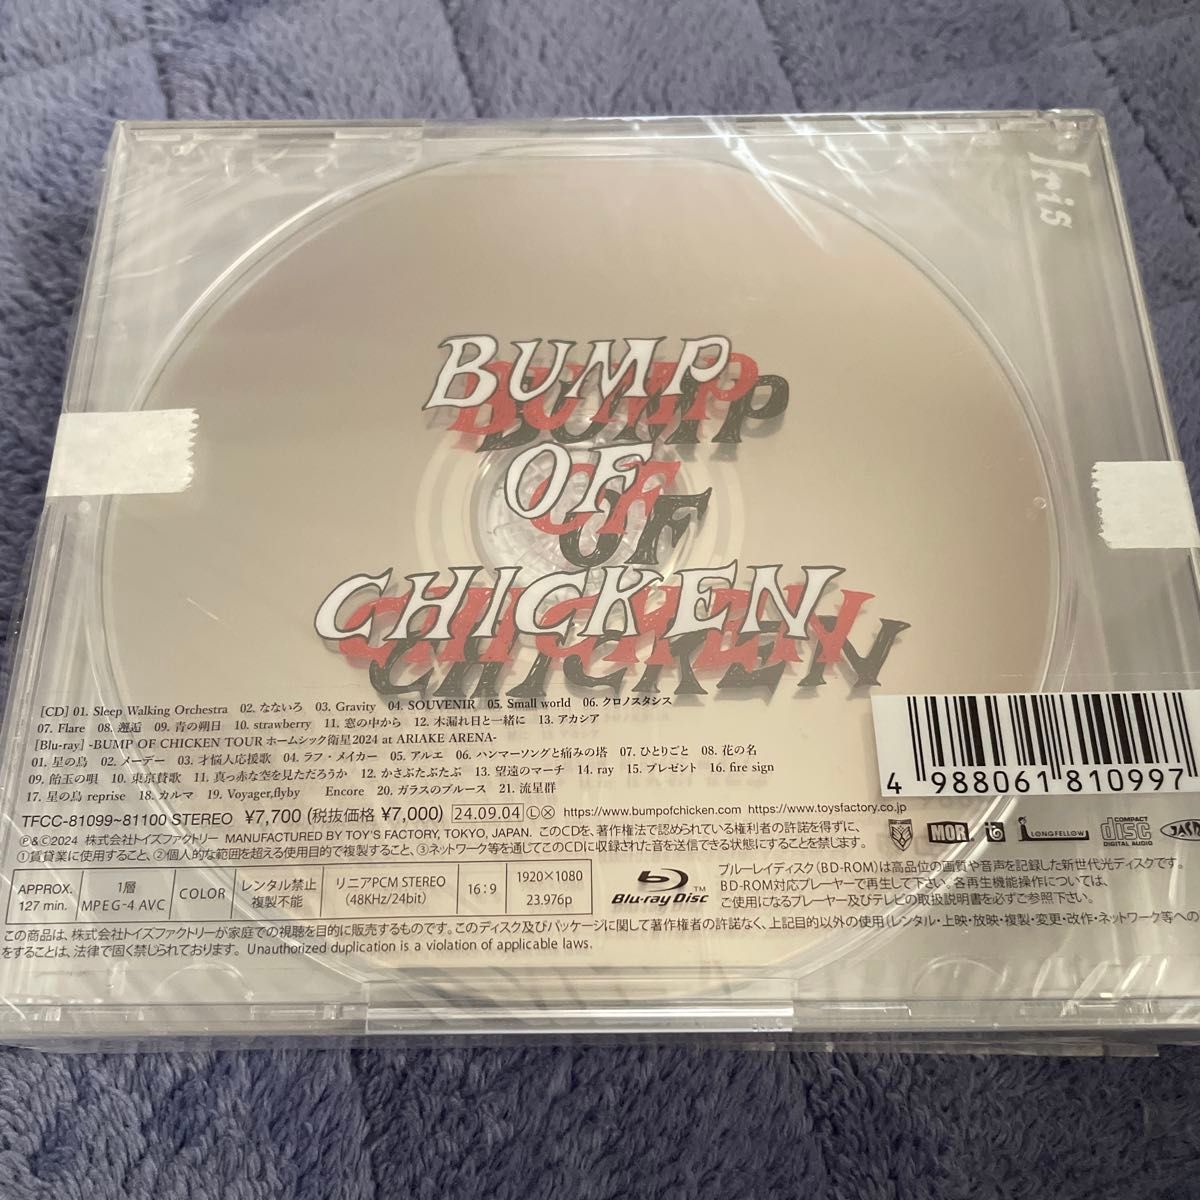 Iris
BUMP
OF
CHICKEN
[CD] 01. Sleep Walking Orchestra 02. なないろ 03. Gravity 04. SOUVENIR 05. Small world 06. クロノスタシス
07. Flare 08. 邂逅 09. 青の朔日 10. strawberry 11. 窓の中から 12. 木漏れ日と一緒に 13. アカシア
[Blu-ray] -BUMP OF CHICKEN TOUR ホームシック衛星2024 at ARIAKE ARENA-
01. 星の鳥 02. メーデー 03. 才悩人応援歌 04. ラフ・メイカー 05. アルエ 06. ハンマーソングと痛みの塔 07. ひとりごと 08. 花の名
09. 飴玉の唄 10. 東京賛歌 11. 真っ赤な空を見ただろうか 12. かさぶたぶたぶ 13. 望遠のマーチ 14. ray 15. プレゼント 16. fire sign
17. 星の鳥 reprise 18. カルマ 19. Voyager,flyby Encore 20. ガラスのブルース 21. 流星群
TFCC-81099~81100 STEREO ¥7,700 (税抜価格 ¥7,000) 24.09.04 Ⓛ Ⓧ https://www.bumpofchicken.com https://www.toysfactory.co.jp
℗&©2024 株式会社トイズファクトリー MANUFACTURED BY TOY'S FACTORY, TOKYO, JAPAN. このCDを、著作権法で認められている権利者の許諾を得ずに、
①賃貸業に使用すること、②個人的な範囲を超える使用目的で複製すること、③ネットワーク等を通じてこのCDに収録された音を送信できる状態にすることを禁じます。
4 988061 810997
MOR
LONGFELLOW
COMPACT
disc
DIGITAL AUDIO
APPROX.
127 min.
1層
MPEG-4 AVC
COLOR
レンタル禁止
複製不能
リニアPCM STEREO
(48KHz/24bit)
16:9
1920×1080
23.976p
Blu-ray Disc™
ブルーレイディスク(BD-ROM)は高品位の画質や音声を記録した新世代光ディスクです。
BD-ROM対応プレーヤーで再生して下さい。各再生機能操作については、
ご使用になるプレーヤー及びテレビの取扱説明書を必ずご参照下さい。
この商品は、株式会社トイズファクトリーが家庭での視聴を目的に販売するものです。このディスク及びパッケージに関して著作権者の許諾なく、上記目的以外の使用(レンタル・上映・放映・複製・変更・改作・ネットワーク等への
をすることは、法律で固く禁じられております。 Unauthorized duplication is a violation of applicable laws.